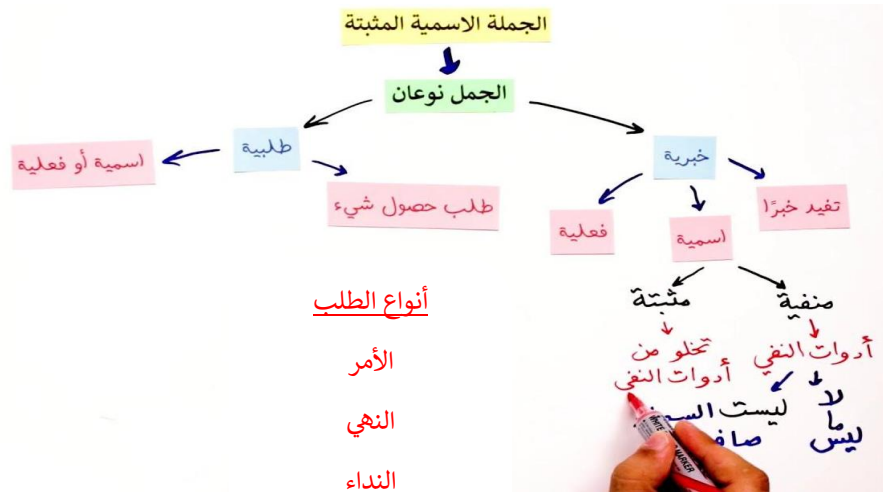 الجملة الاسمية المثبتة
الجمل نوعان
خبرية
طلبية
تفيد خبرًا
اسمية
فعلية
طلب حصول شيء
اسمية أو فعلية
منفية
مثبتة
أدوات النفي
تخلو من
أدوات النفي
لا
ما
ليس
ليست
أنواع الطلب
الأمر
النهي
النداء